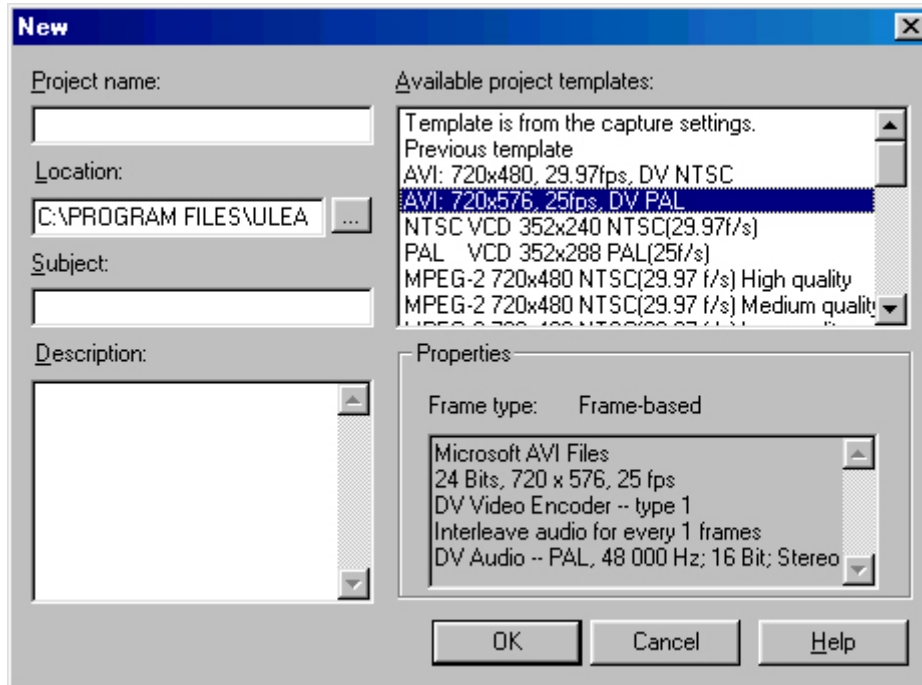 New
Project name:
Location:
C:\PROGRAM FILES\ULEA
...
Subject:
Description:
Available project templates:
Template is from the capture settings.
Previous template
AVI: 720x480, 29.97fps, DV NTSC
AVI: 720x576, 25fps, DV PAL
NTSC VCD 352x240 NTSC(29.97f/s)
PAL VCD 352x288 PAL(25f/s)
MPEG-2 720x480 NTSC(29.97 f/s) High quality
MPEG-2 720x480 NTSC(29.97 f/s) Medium quality
Properties
Frame type: Frame-based
Microsoft AVI Files
24 Bits, 720 x 576, 25 fps
DV Video Encoder -- type 1
Interleave audio for every 1 frames
DV Audio -- PAL, 48 000 Hz; 16 Bit; Stereo
OK
Cancel
Help